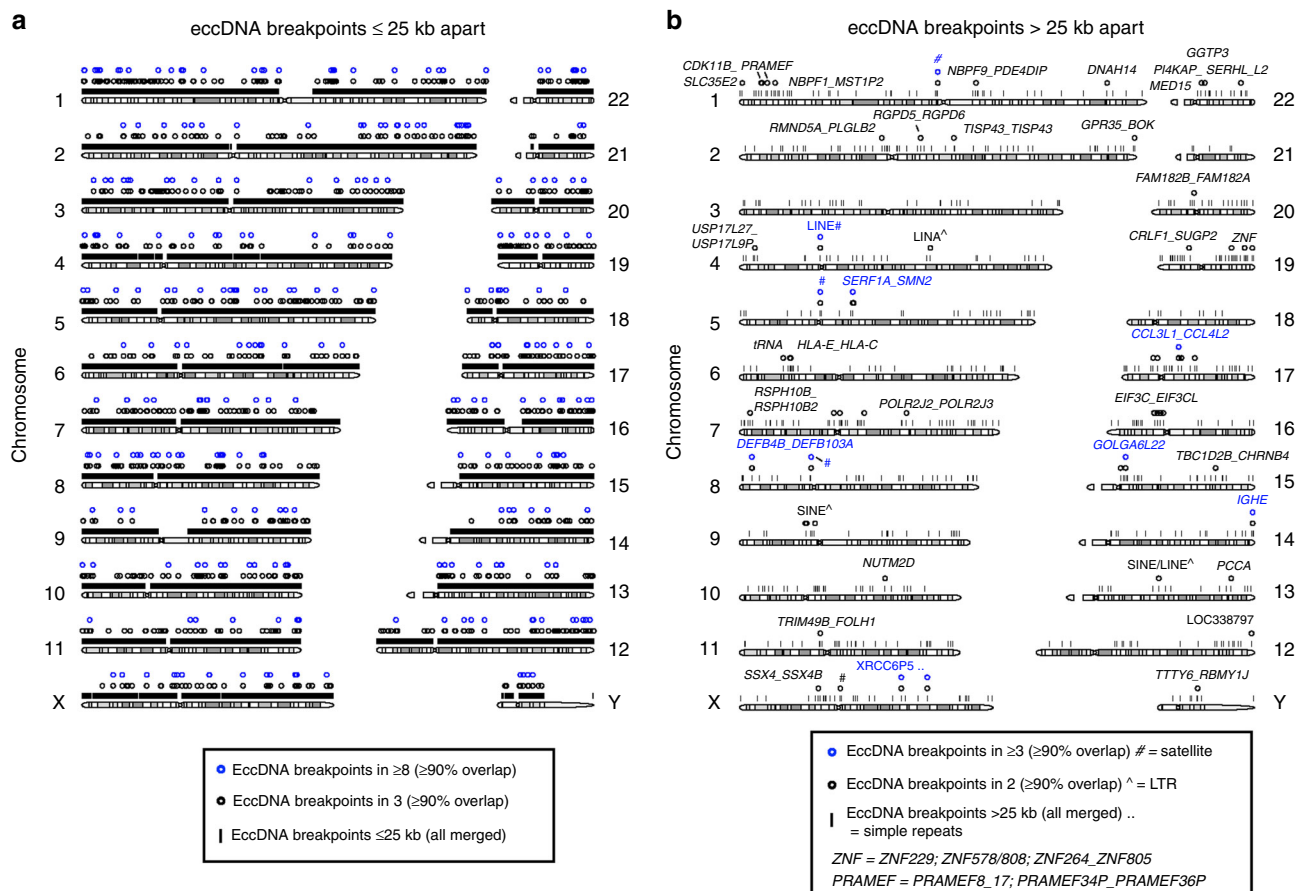 a
eccDNA breakpoints ≤ 25 kb apart
Chromosome
1
22
2
21
3
20
4
19
5
18
6
17
7
16
8
15
9
14
10
13
11
12
X
Y
EccDNA breakpoints in ≥8 (≥90% overlap)
EccDNA breakpoints in 3 (≥90% overlap)
EccDNA breakpoints ≤25 kb (all merged)
b
eccDNA breakpoints > 25 kb apart
Chromosome
CDK11B_ PRAMEF
SLC35E2
NBPF1_MST1P2
#
NBPF9_PDE4DIP
DNAH14
GGTP3
PI4KAP_ SERHL_L2
MED15
1
22
RMND5A_PLGLB2
RGPD5_RGPD6
TISP43_TISP43
GPR35_BOK
2
21
FAM182B_FAM182A
3
20
USP17L27_
USP17L9P
LINE#
LINA^
CRLF1_SUGP2
ZNF
4
19
#
SERF1A_SMN2
5
18
tRNA
HLA-E_HLA-C
CCL3L1_CCL4L2
6
17
RSPH10B_
RSPH10B2
POLR2J2_POLR2J3
EIF3C_EIF3CL
7
16
DEFB4B_DEFB103A
#
GOLGA6L22
TBC1D2B_CHRNB4
8
15
SINE^
IGHE
9
14
NUTM2D
SINE/LINE^
PCCA
10
13
TRIM49B_FOLH1
LOC338797
11
12
SSX4_SSX4B
#
XRCC6P5 ..
TTTY6_RBMY1J
X
Y
EccDNA breakpoints in ≥3 (≥90% overlap) # = satellite
EccDNA breakpoints in 2 (≥90% overlap) ^ = LTR
EccDNA breakpoints >25 kb (all merged) ..
= simple repeats
ZNF = ZNF229; ZNF578/808; ZNF264_ZNF805
PRAMEF = PRAMEF8_17; PRAMEF34P_PRAMEF36P